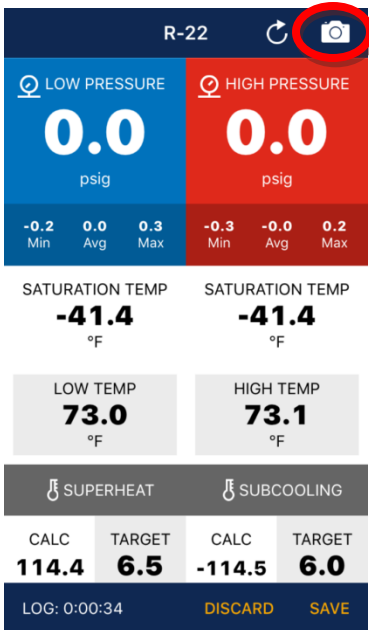 R-22
LOW PRESSURE HIGH PRESSURE
0.0 0.0
psig psig
-0.2 0.0 0.3 -0.3 -0.0 0.2
Min Avg Max Min Avg Max
SATURATION TEMP SATURATION TEMP
-41.4 -41.4
°F °F
LOW TEMP HIGH TEMP
73.0 73.1
°F °F
SUPERHEAT SUBCOOLING
CALC TARGET CALC TARGET
114.4 6.5 -114.5 6.0
LOG: 0:00:34 DISCARD SAVE